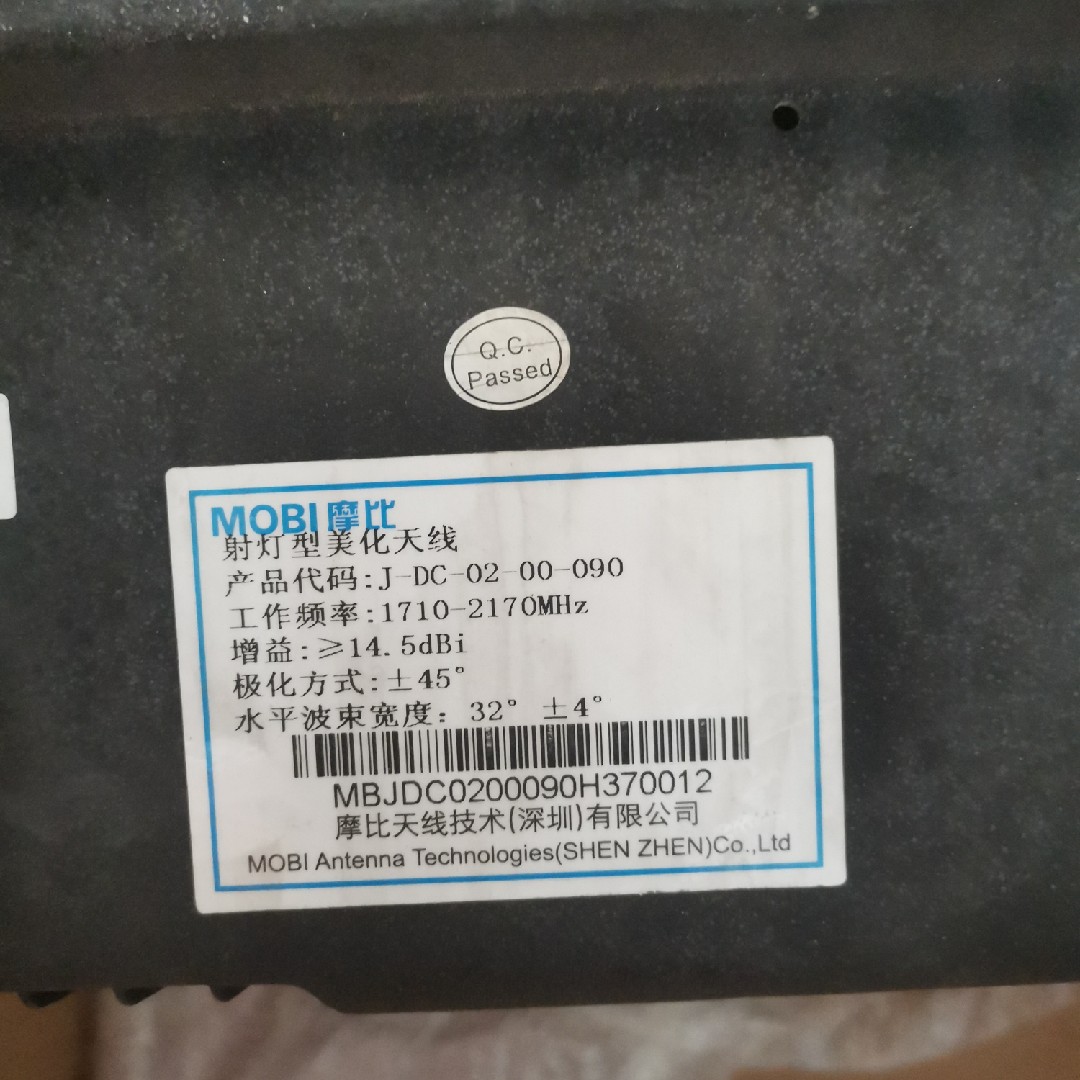 Q.C.
Passed
MOBI 摩比
射灯型美化天线
产品代码:J-DC-02-00-090
工作频率:1710-2170MHz
增益:≥14.5dBi
极化方式:±45°
水平波束宽度: 32° ±4°
MBJDC0200090H370012
摩比天线技术(深圳)有限公司
MOBI Antenna Technologies(SHEN ZHEN)Co.,Ltd